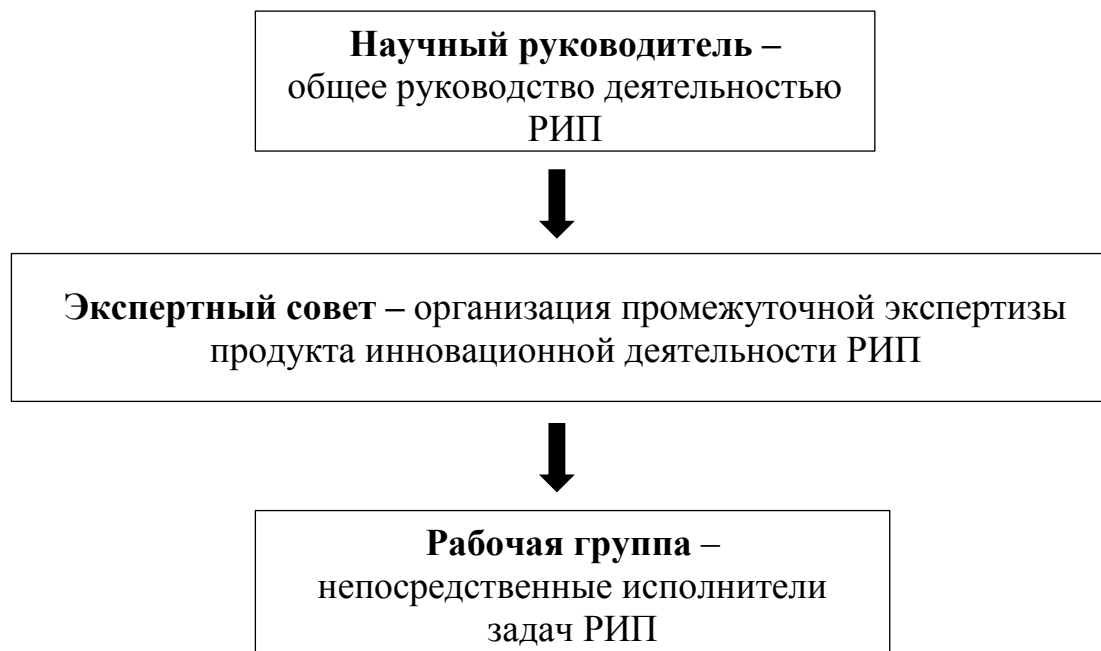 Научный руководитель –
общее руководство деятельностью
РИП
Экспертный совет – организация промежуточной экспертизы
продукта инновационной деятельности РИП
Рабочая группа –
непосредственные исполнители
задач РИП